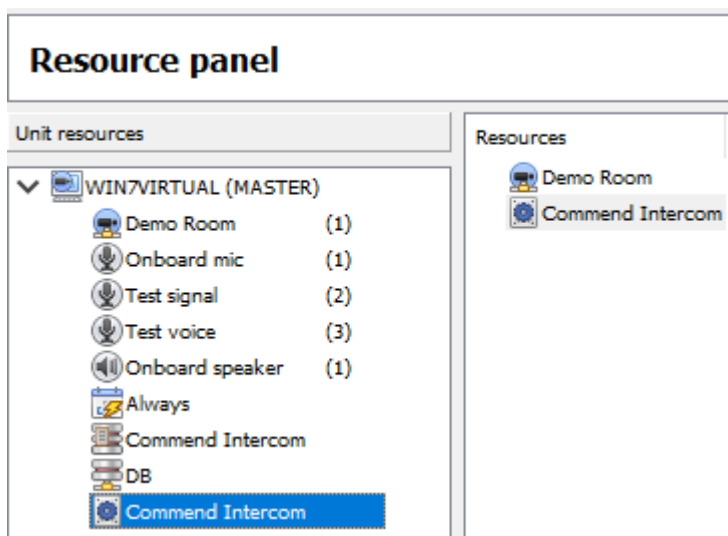 Resource panel
Unit resources
WIN7VIRTUAL (MASTER)
Demo Room (1)
Onboard mic (1)
Test signal (2)
Test voice (3)
Onboard speaker (1)
Always
Commend Intercom
DB
Commend Intercom
Resources
Demo Room
Commend Intercom